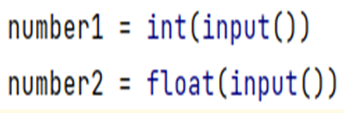 number1 = int(input())
number2 = float(input())